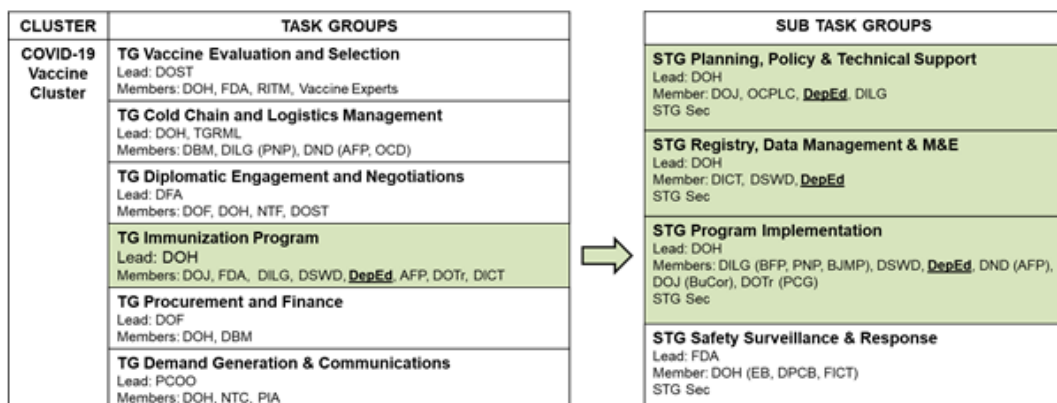 CLUSTER
TASK GROUPS
COVID-19
Vaccine
Cluster
TG Vaccine Evaluation and Selection
Lead: DOST
Members: DOH, FDA, RITM, Vaccine Experts
TG Cold Chain and Logistics Management
Lead: DOH, TGRML
Members: DBM, DILG (PNP), DND (AFP, OCD)
TG Diplomatic Engagement and Negotiations
Lead: DFA
Members: DOF, DOH, NTF, DOST
TG Immunization Program
Lead: DOH
Members: DOJ, FDA, DILG, DSWD, DepEd, AFP, DOTr, DICT
TG Procurement and Finance
Lead: DOF
Members: DOH, DBM
TG Demand Generation & Communications
Lead: PCOO
Members: DOH, NTC, PIA
SUB TASK GROUPS
STG Planning, Policy & Technical Support
Lead: DOH
Member: DOJ, OCPLC, DepEd, DILG
STG Sec
STG Registry, Data Management & M&E
Lead: DOH
Member: DICT, DSWD, DepEd
STG Sec
STG Program Implementation
Lead: DOH
Members: DILG (BFP, PNP, BJMP), DSWD, DepEd, DND (AFP),
DOJ (BuCor), DOTr (PCG)
STG Sec
STG Safety Surveillance & Response
Lead: FDA
Member: DOH (EB, DPCB, FICT)
STG Sec